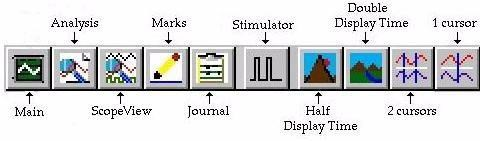 Double
Analysis Marks Stimulator Display Time 1 cursor
Main ScopeView Journal Half 2 cursors
Display Time